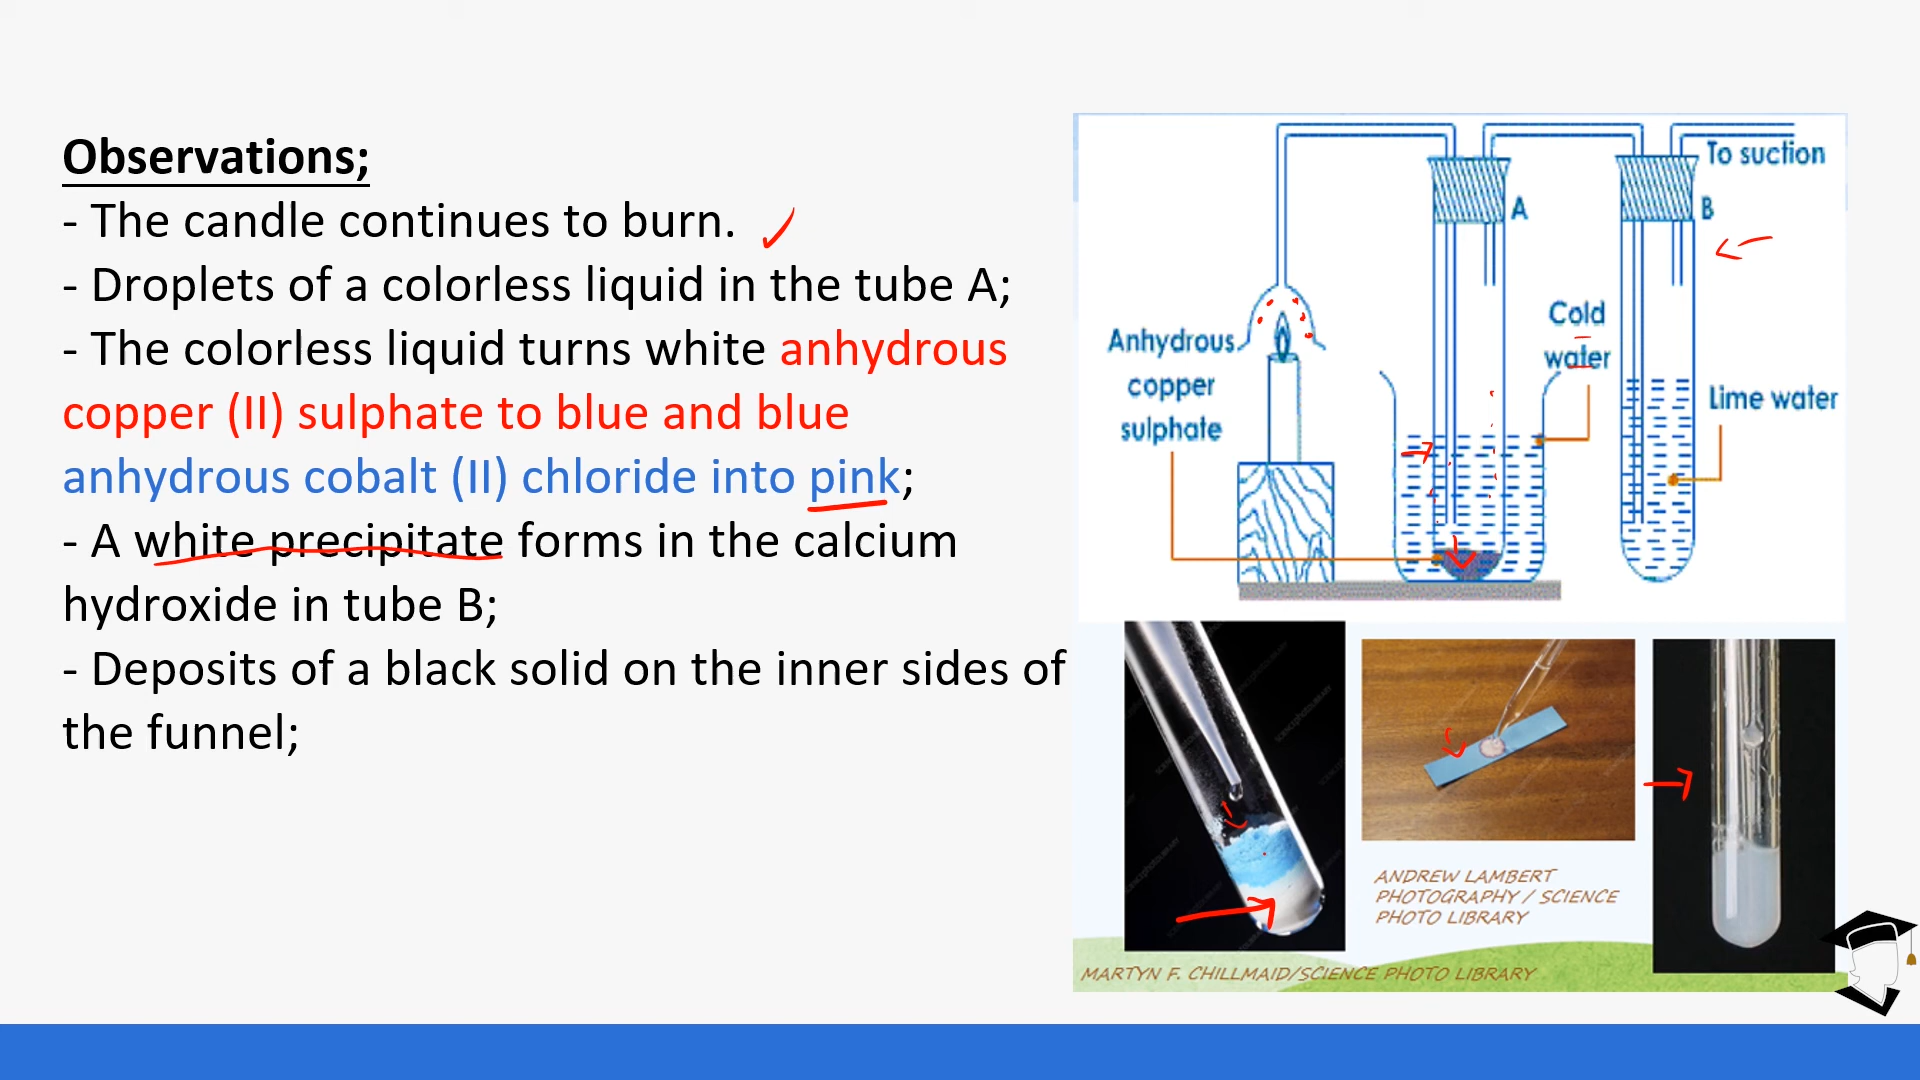 Observations;
- The candle continues to burn.
- Droplets of a colorless liquid in the tube A;
- The colorless liquid turns white anhydrous
copper (II) sulphate to blue and blue
anhydrous cobalt (II) chloride into pink;
- A white precipitate forms in the calcium
hydroxide in tube B;
- Deposits of a black solid on the inner sides of
the funnel;
To suction
A
B
Anhydrous
copper
sulphate
Cold
water
Lime water
ANDREW LAMBERT
PHOTOGRAPHY / SCIENCE
PHOTO LIBRARY
MARTYN F. CHILLMAID/SCIENCE PHOTO LIBRARY